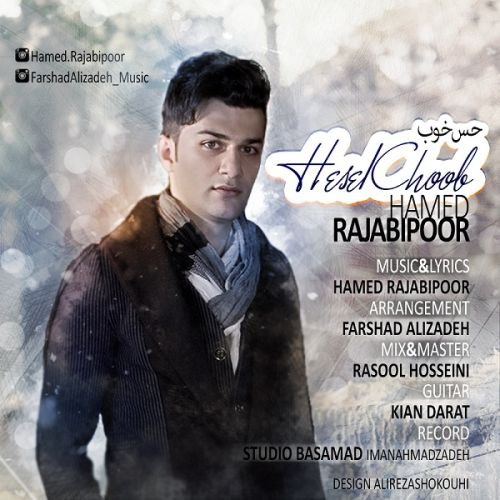 Hamed.Rajabipoor
FarshadAlizadeh_Music
حس خوب
HeseKhoob
HAMED
RAJABIPOOR
MUSIC&LYRICS
HAMED RAJABIPOOR
ARRANGEMENT
FARSHAD ALIZADEH
MIX&MASTER
RASOOL HOSSEINI
GUITAR
KIAN DARAT
RECORD
STUDIO BASAMAD IMANAHMADZADEH
DESIGN ALIREZASHOKOUHI